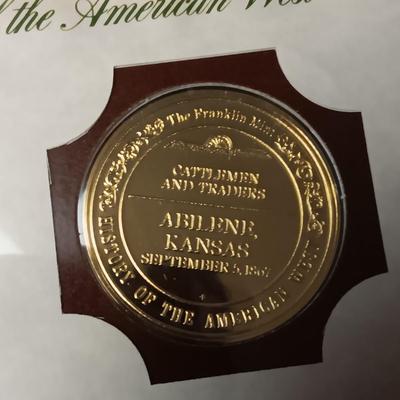 the American West
The Franklin Mint
CATTLEMEN
AND TRADERS
ABILENE,
KANSAS
SEPTEMBER 5, 1867
HISTORY OF THE AMERICAN WEST